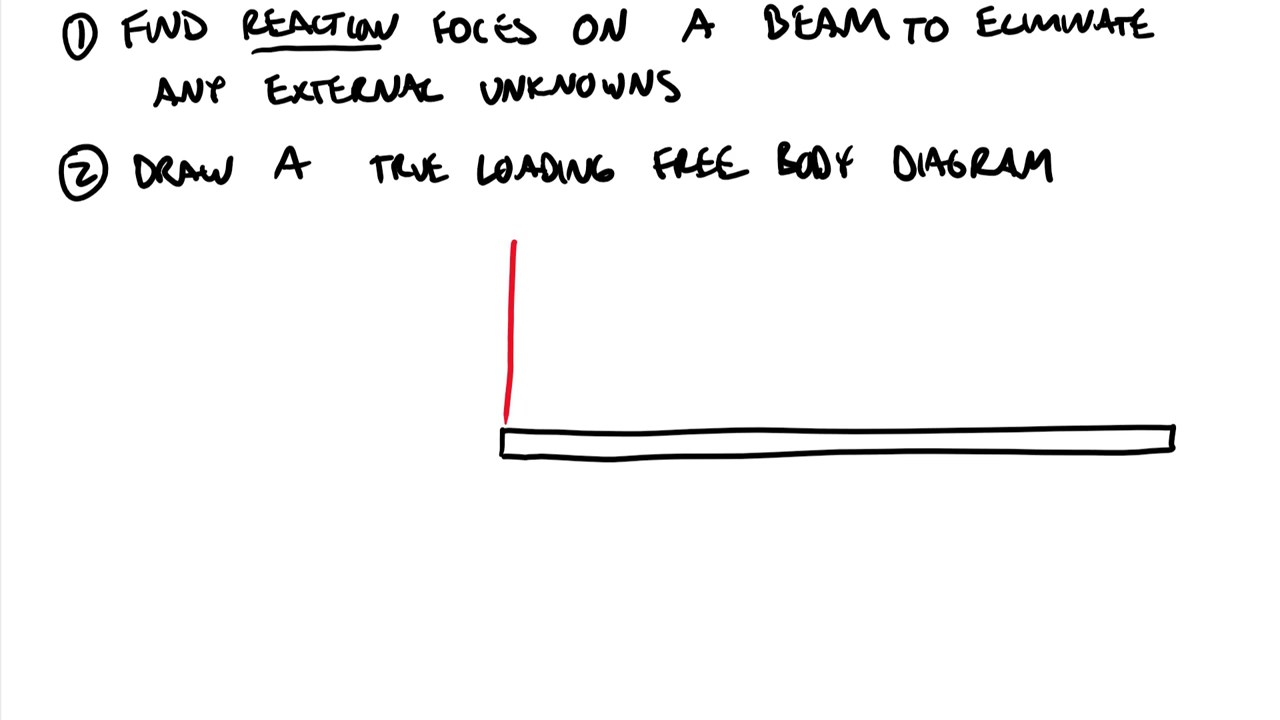 ① FIND REACTION FOCES ON A BEAM TO ELIMINATE
ANY EXTERNAL UNKNOWNS
② DRAW A TRUE LOADING FREE BODY DIAGRAM